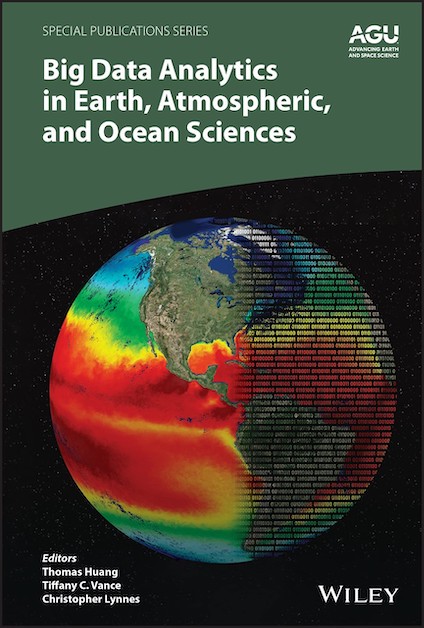 SPECIAL PUBLICATIONS SERIES
AGU
ADVANCING EARTH
AND SPACE SCIENCE
Big Data Analytics
in Earth, Atmospheric,
and Ocean Sciences
Editors
Thomas Huang
Tiffany C. Vance
Christopher Lynnes
WILEY